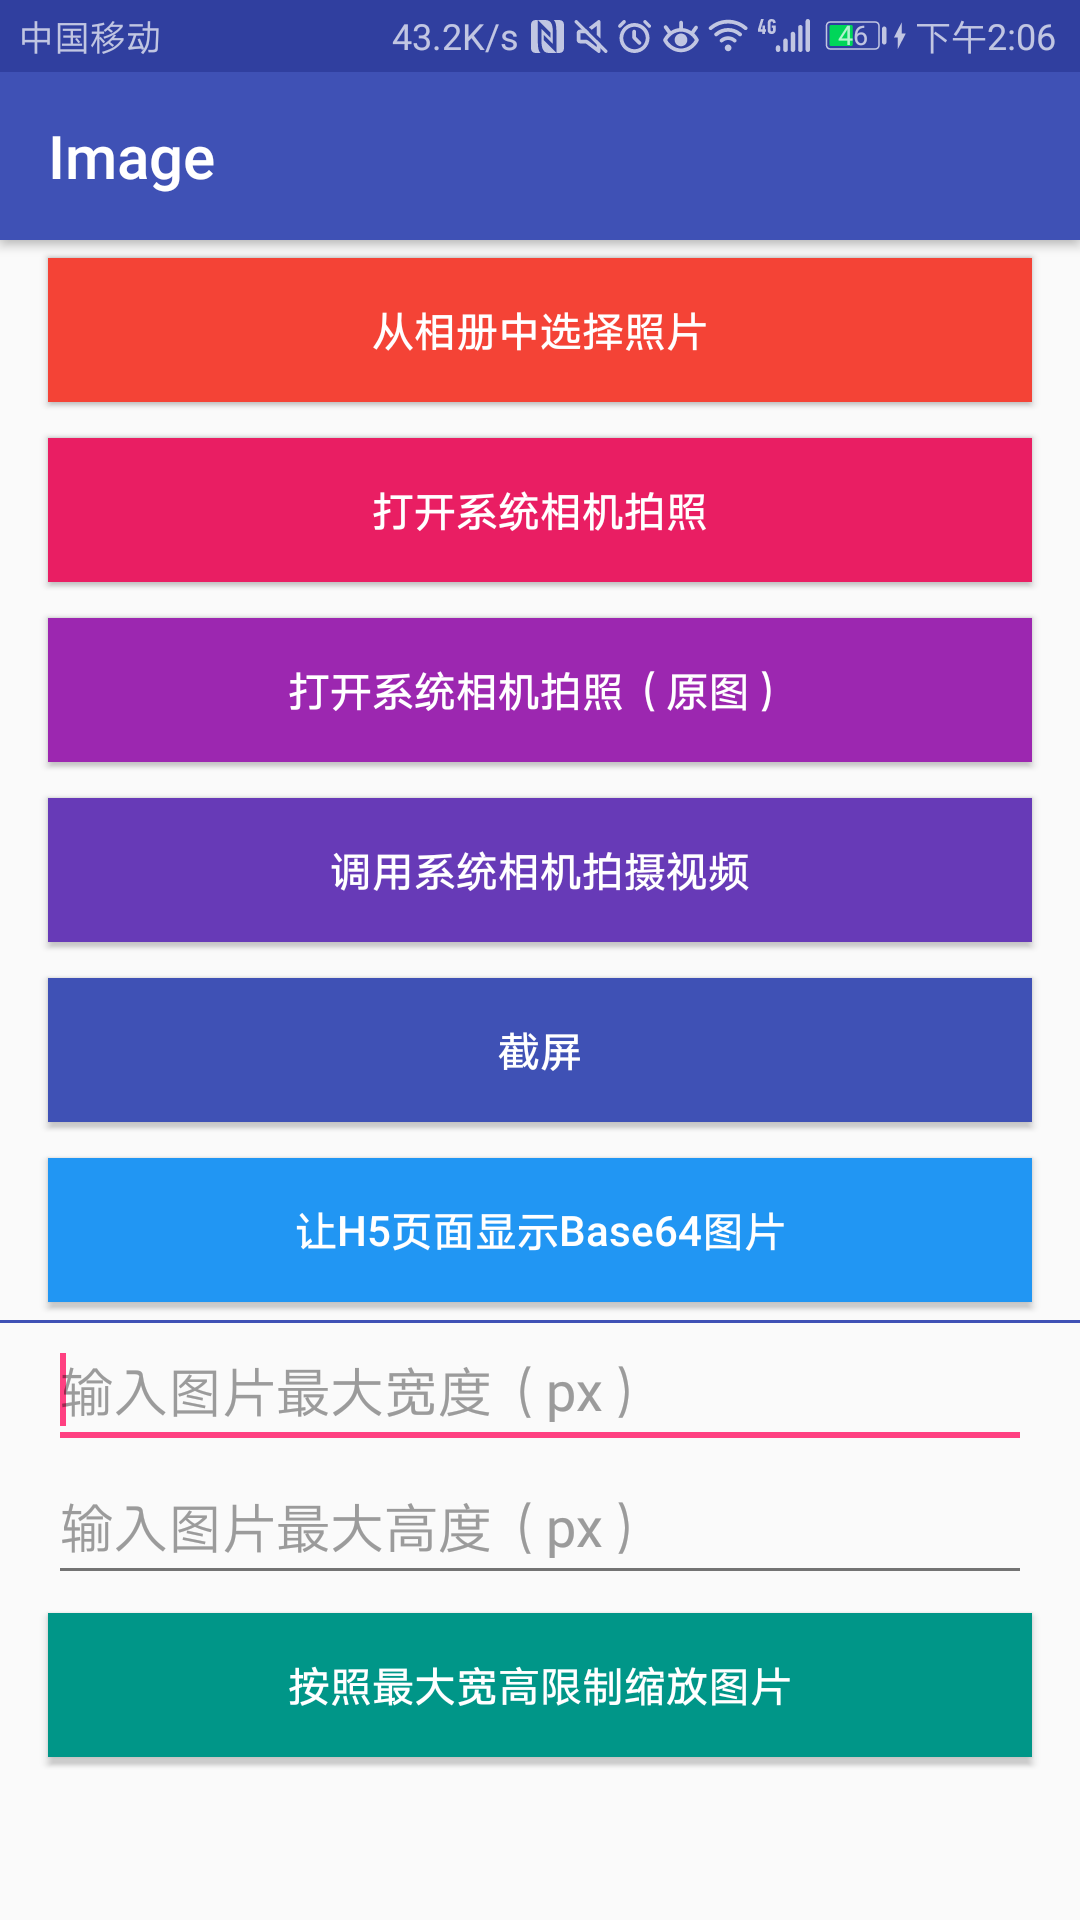 中国移动 43.2K/s 4G 46 下午2:06
Image
从相册中选择照片
打开系统相机拍照
打开系统相机拍照（原图）
调用系统相机拍摄视频
截屏
让H5页面显示Base64图片
输入图片最大宽度（px）
输入图片最大高度（px）
按照最大宽高限制缩放图片